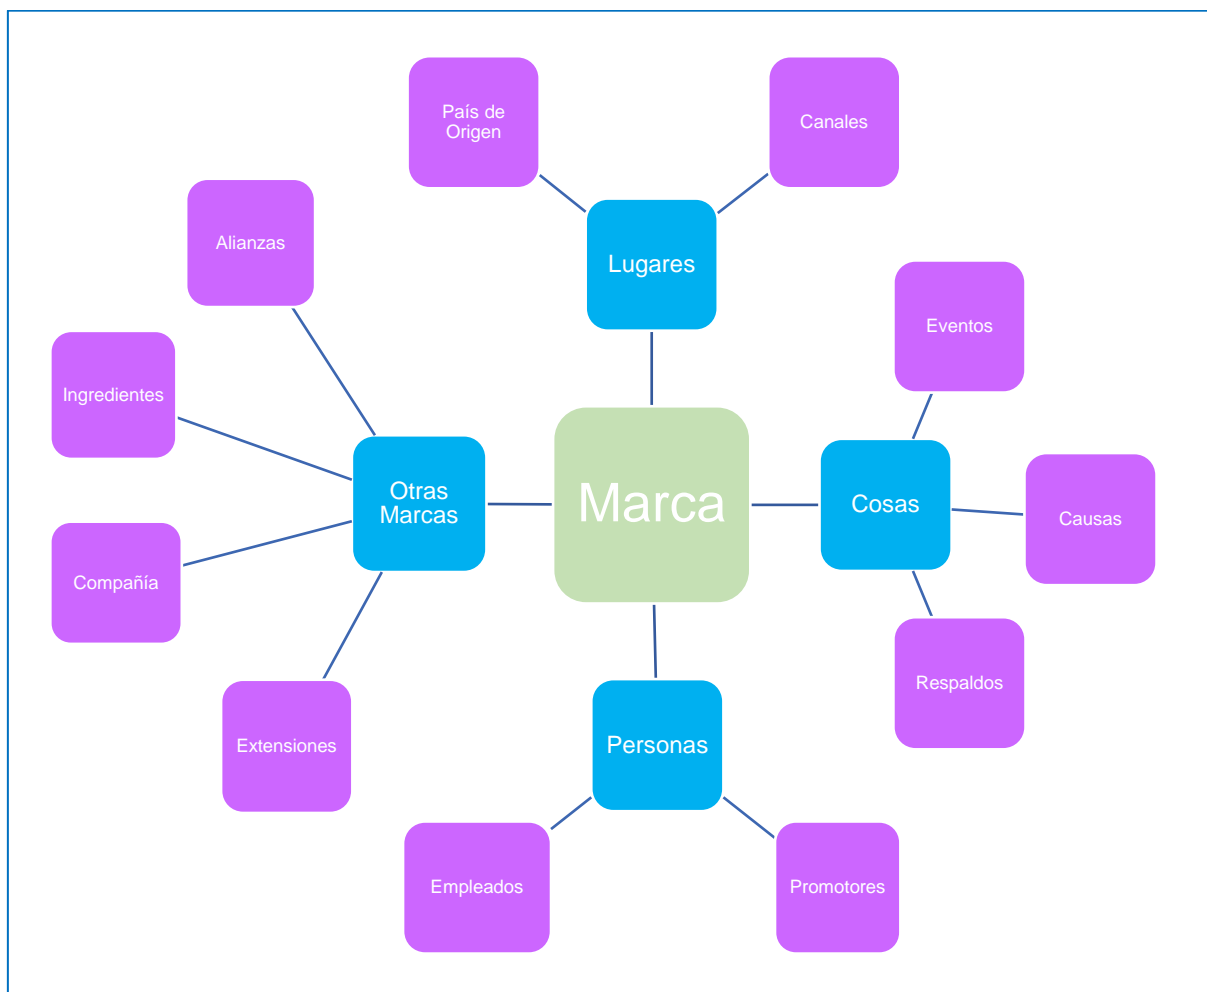 País de
Origen
Canales
Alianzas
Lugares
Eventos
Ingredientes
Otras
Marcas
Marca
Cosas
Causas
Compañía
Respaldos
Extensiones
Personas
Empleados
Promotores